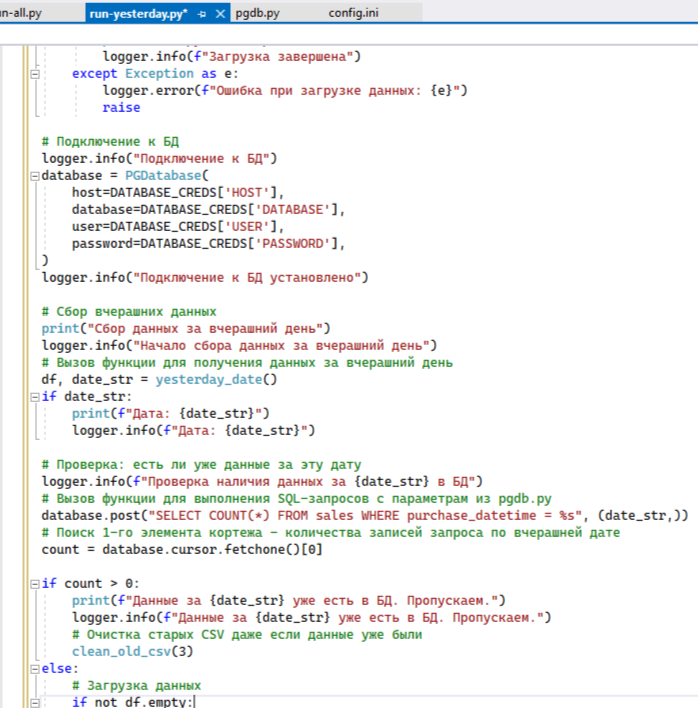 n-all.py run-yesterday.py* pgdb.py config.ini
logger.info(f"Загрузка завершена")
except Exception as e:
logger.error(f"Ошибка при загрузке данных: {e}")
raise
# Подключение к БД
logger.info("Подключение к БД")
database = PGDatabase(
host=DATABASE_CREDS['HOST'],
database=DATABASE_CREDS['DATABASE'],
user=DATABASE_CREDS['USER'],
password=DATABASE_CREDS['PASSWORD'],
)
logger.info("Подключение к БД установлено")
# Сбор вчерашних данных
print("Сбор данных за вчерашний день")
logger.info("Начало сбора данных за вчерашний день")
# Вызов функции для получения данных за вчерашний день
df, date_str = yesterday_date()
if date_str:
print(f"Дата: {date_str}")
logger.info(f"Дата: {date_str}")
# Проверка: есть ли уже данные за эту дату
logger.info(f"Проверка наличия данных за {date_str} в БД")
# Вызов функции для выполнения SQL-запросов с параметрам из pgdb.py
database.post("SELECT COUNT(*) FROM sales WHERE purchase_datetime = %s", (date_str,))
# Поиск 1-го элемента кортежа - количества записей запроса по вчерашней дате
count = database.cursor.fetchone()[0]
if count > 0:
print(f"Данные за {date_str} уже есть в БД. Пропускаем.")
logger.info(f"Данные за {date_str} уже есть в БД. Пропускаем.")
# Очистка старых CSV даже если данные уже были
clean_old_csv(3)
else:
# Загрузка данных
if not df.empty: